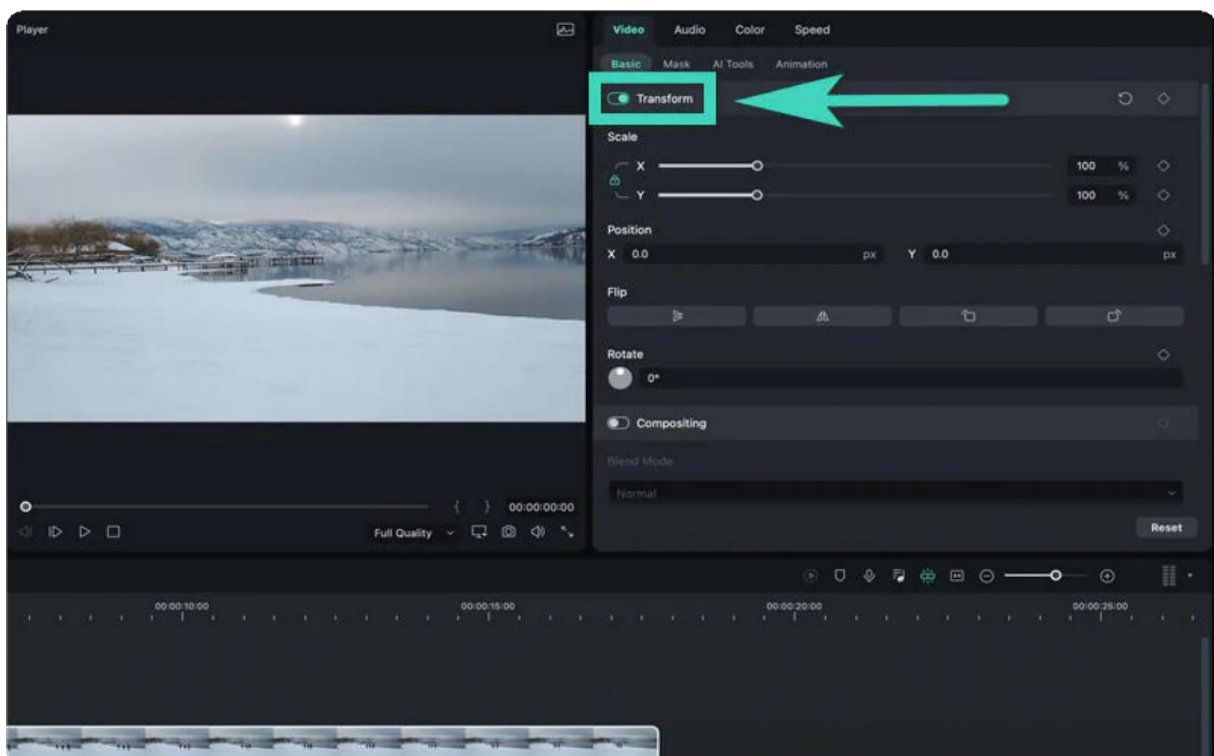 Player
Video Audio Color Speed
Basic Mask AI Tools Animation
Transform
Scale
X 100 %
Y 100 %
Position
X 0.0 px Y 0.0 px
Flip
Rotate
0°
Compositing
Blend Mode
Normal
Reset
{ } 00:00:00:00
Full Quality
00:00:10:00 00:00:15:00 00:00:20:00 00:00:25:00